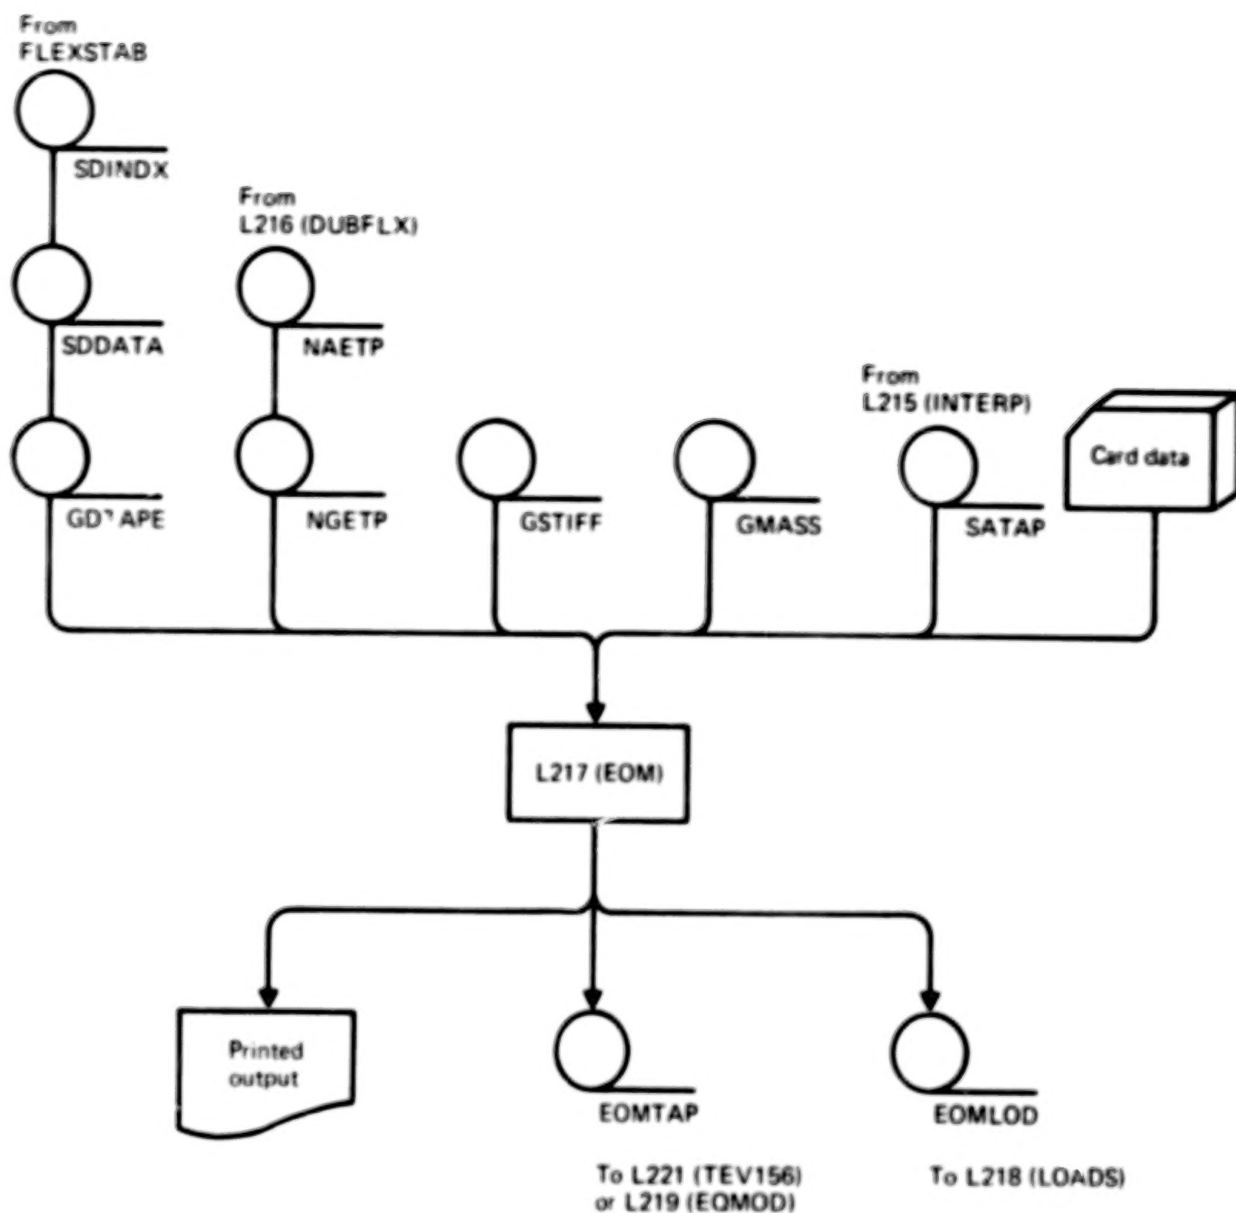 From
FLEXSTAB
SDINDX
From
L216 (DUBFLX)
SDDATA
NAETP
From
L215 (INTERP)
Card data
NGETP
GSTIFF
GMASS
SATAP
L217 (EOM)
Printed
output
EOMTAP
EOMLOD
To L221 (TEV156)
or L219 (EQMOD)
To L218 (LOADS)